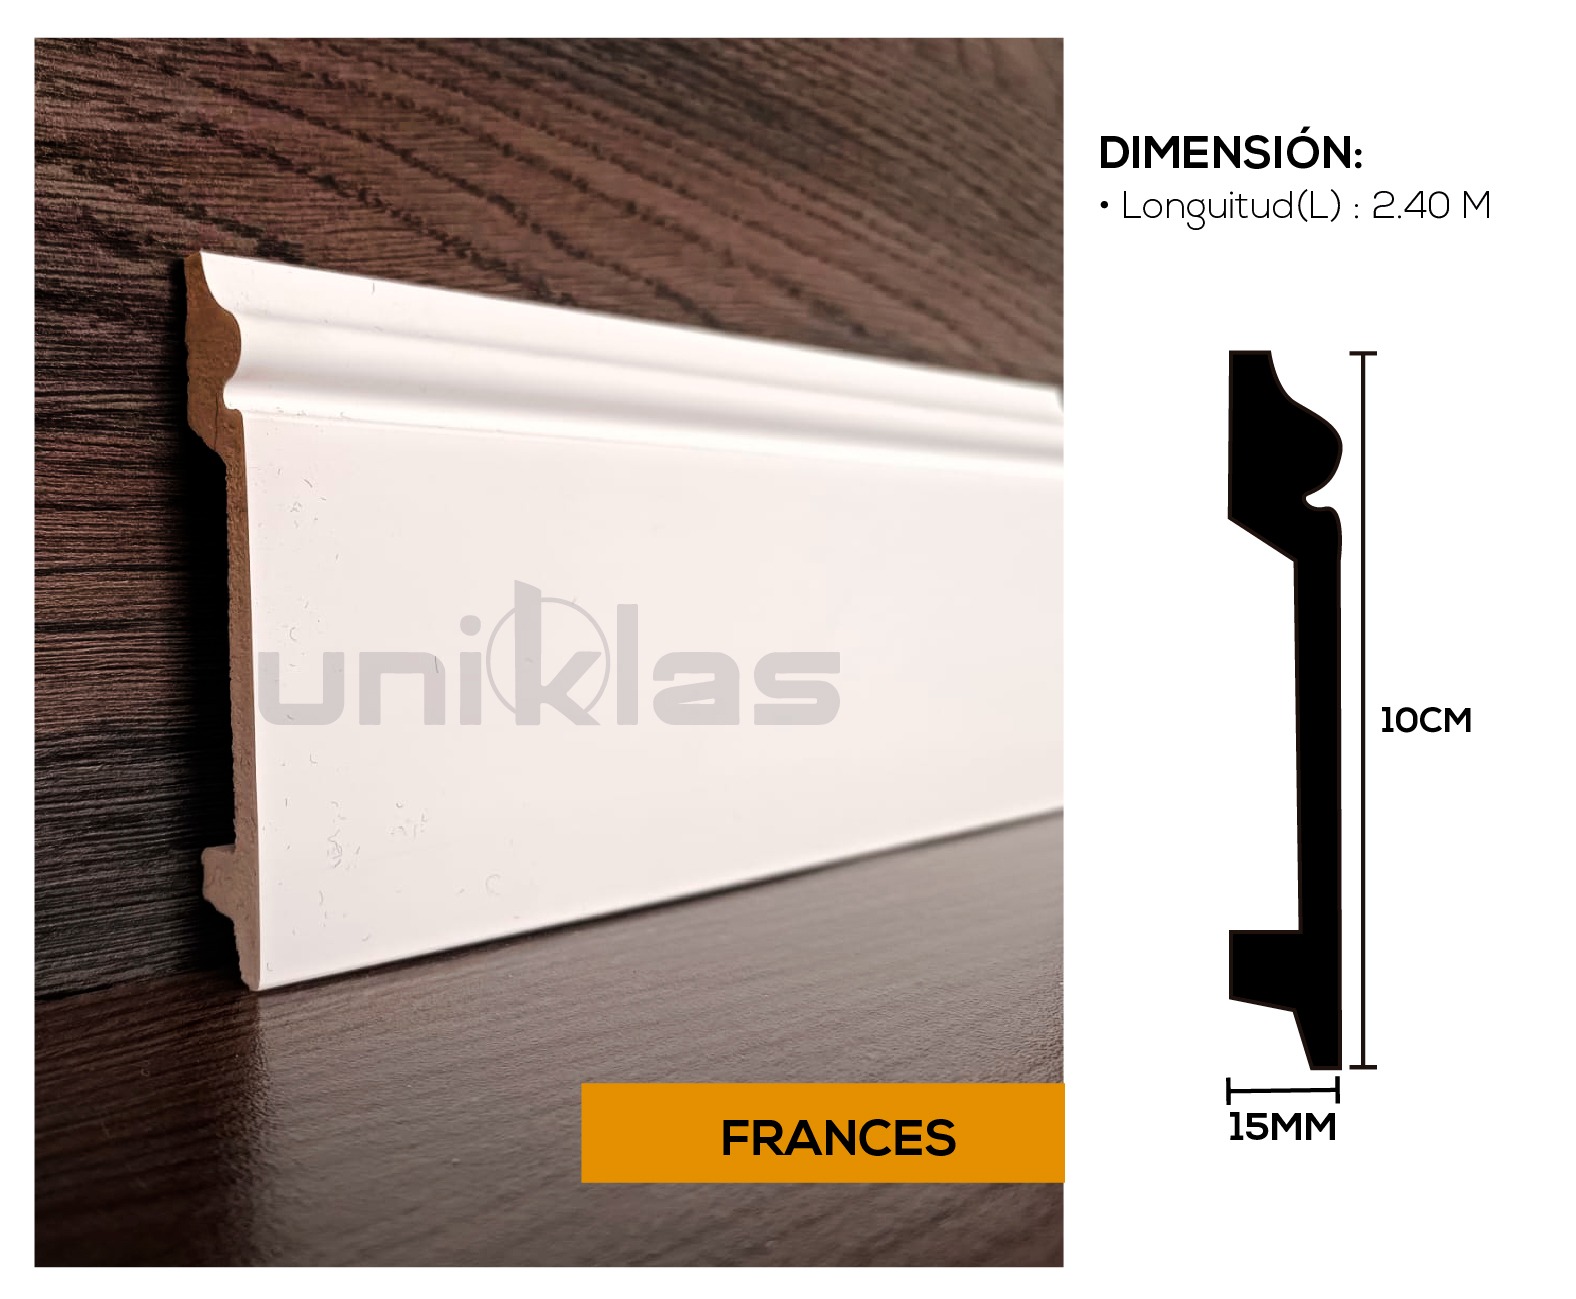 DIMENSIÓN:
• Longuitud(L) : 2.40 M
uniklas
10CM
15MM
FRANCES